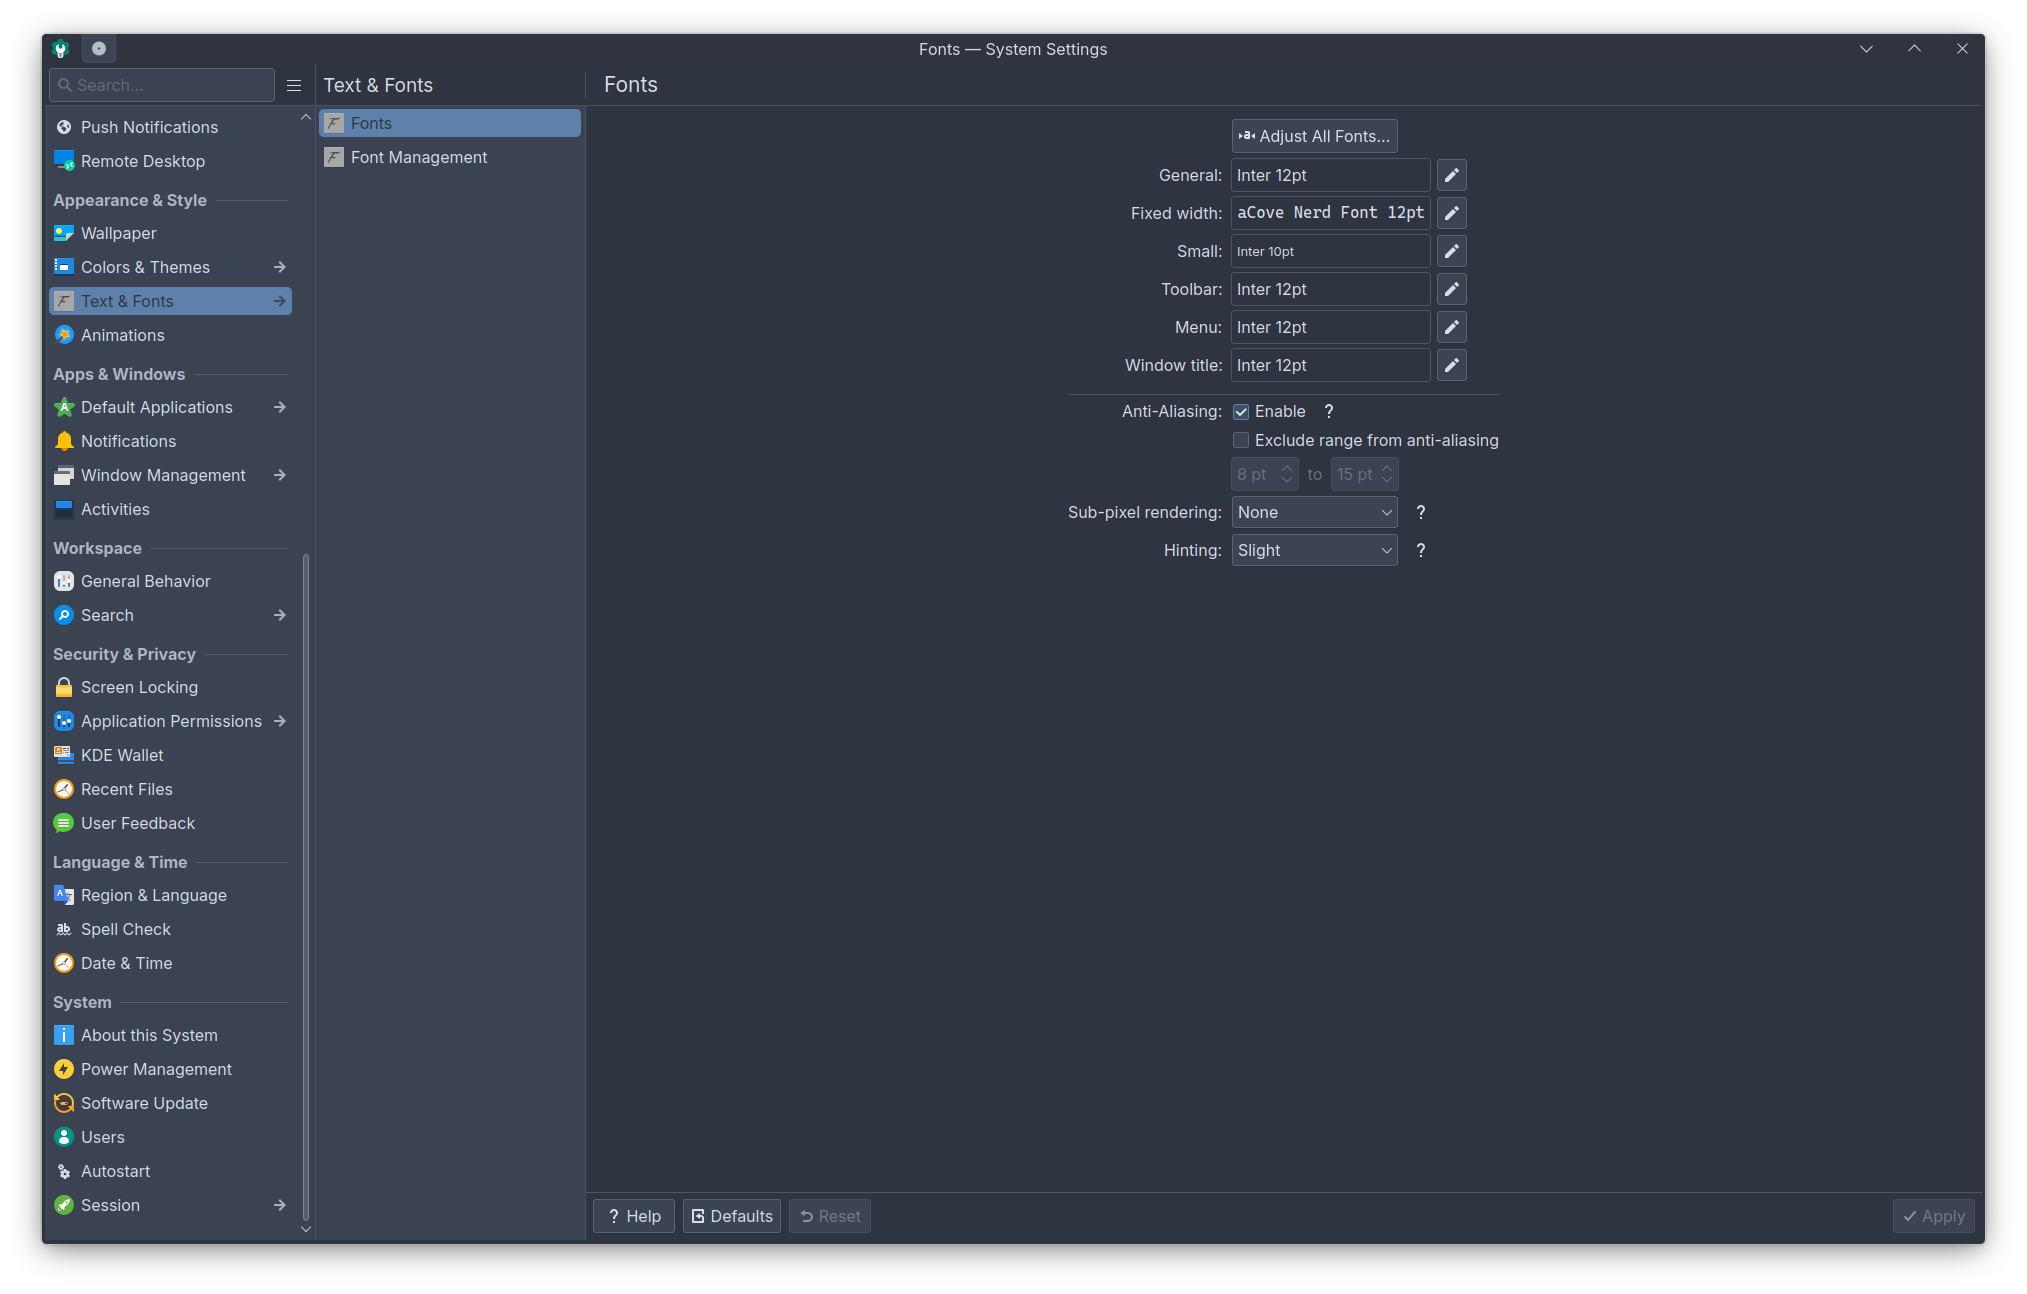 Fonts — System Settings
Search...
Push Notifications
Remote Desktop
Appearance & Style
Wallpaper
Colors & Themes
Text & Fonts
Animations
Apps & Windows
Default Applications
Notifications
Window Management
Activities
Workspace
General Behavior
Search
Security & Privacy
Screen Locking
Application Permissions
KDE Wallet
Recent Files
User Feedback
Language & Time
Region & Language
Spell Check
Date & Time
System
About this System
Power Management
Software Update
Users
Autostart
Session
Text & Fonts
Fonts
Font Management
Fonts
Adjust All Fonts...
General: Inter 12pt
Fixed width: aCove Nerd Font 12pt
Small: Inter 10pt
Toolbar: Inter 12pt
Menu: Inter 12pt
Window title: Inter 12pt
Anti-Aliasing: Enable ?
Exclude range from anti-aliasing
8 pt to 15 pt
Sub-pixel rendering: None ?
Hinting: Slight ?
? Help Defaults Reset Apply